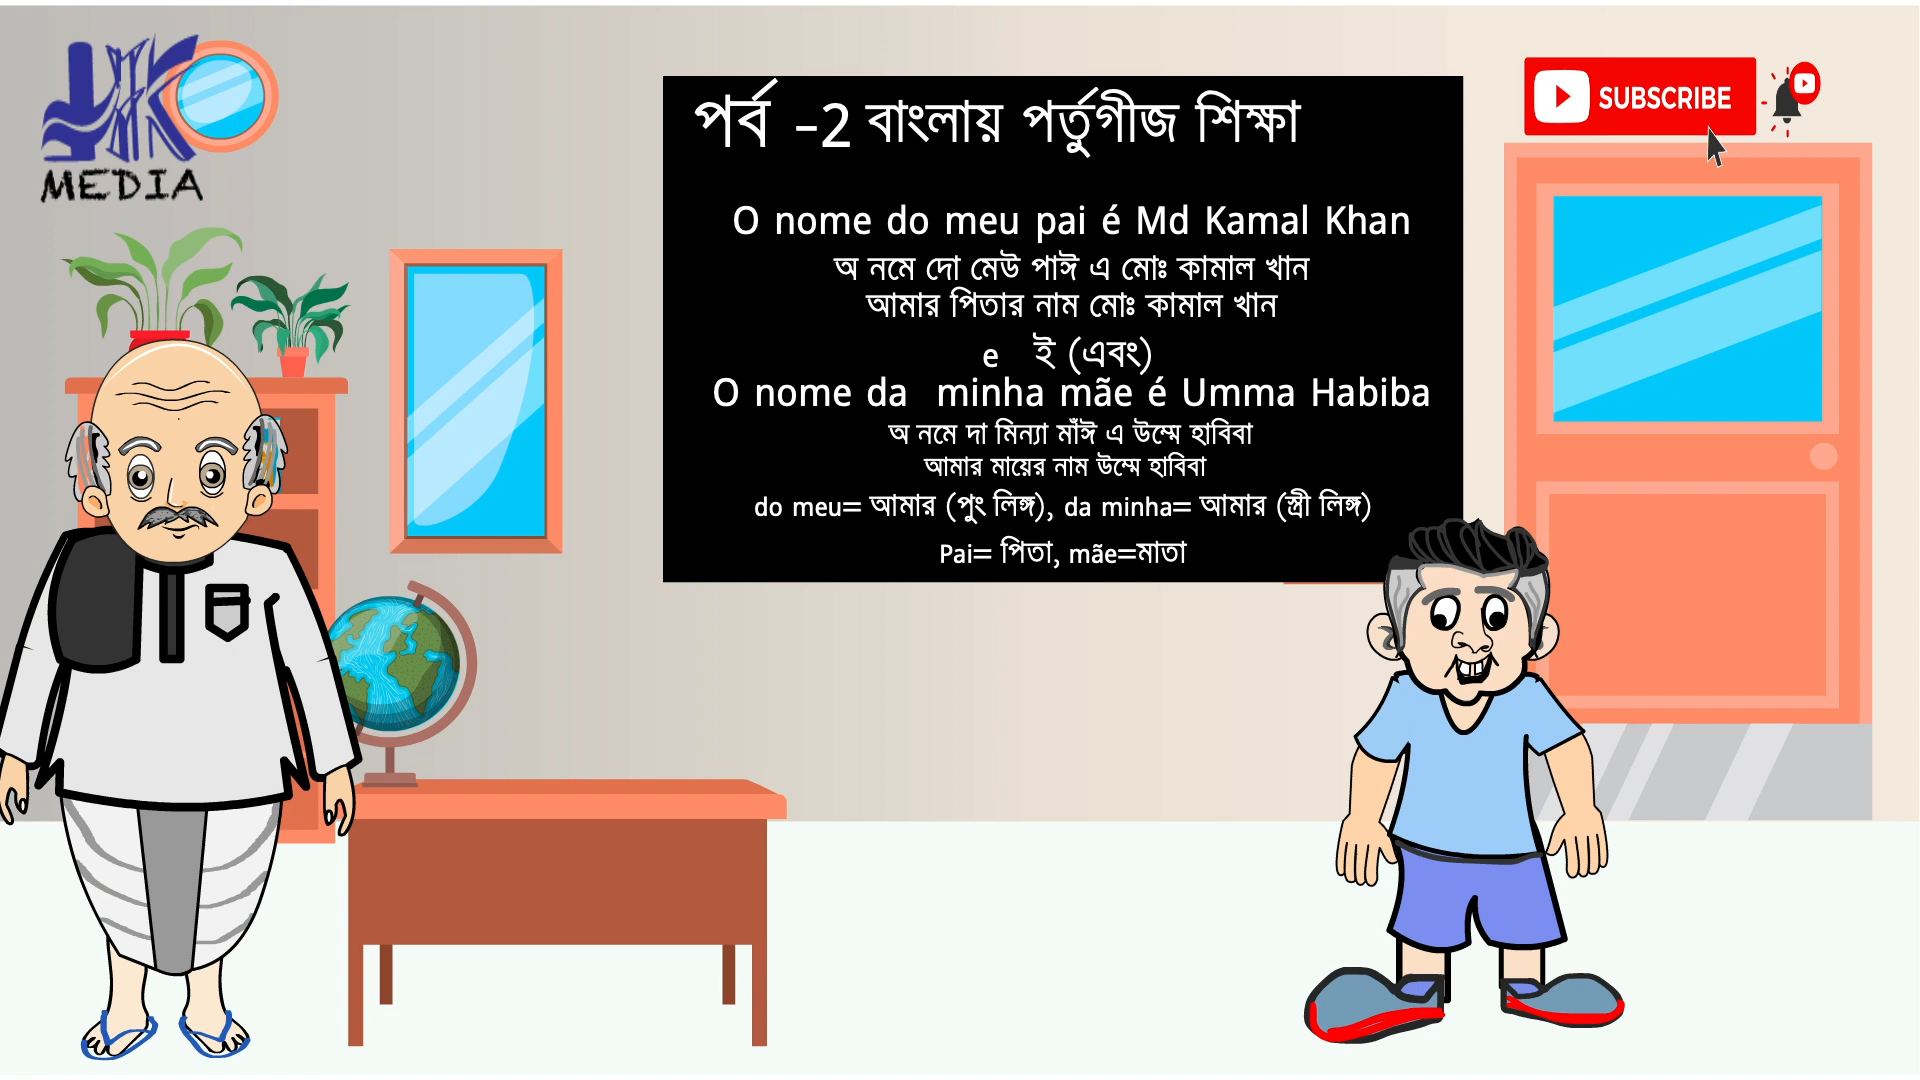 MEDIA
SUBSCRIBE
পর্ব -2 বাংলায় পর্তুগীজ শিক্ষা
O nome do meu pai é Md Kamal Khan
অ নমে দো মেউ পাঈ এ মোঃ কামাল খান
আমার পিতার নাম মোঃ কামাল খান
e ই (এবং)
O nome da minha mãe é Umma Habiba
অ নমে দা মিন্যা মাঁঈ এ উম্মে হাবিবা
আমার মায়ের নাম উম্মে হাবিবা
do meu= আমার (পুং লিঙ্গ), da minha= আমার (স্ত্রী লিঙ্গ)
Pai= পিতা, mãe=মাতা